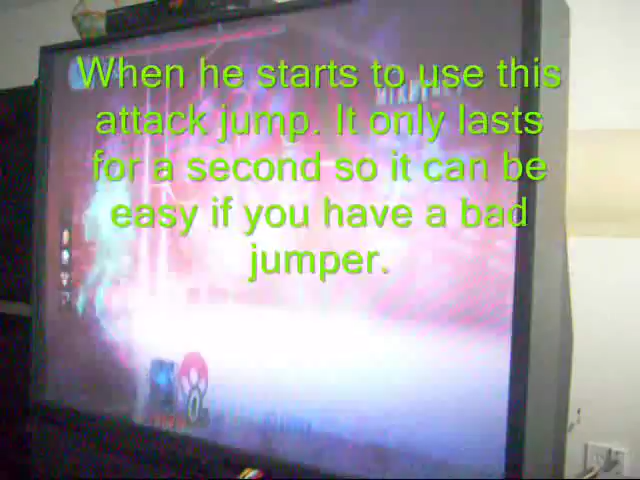 When he starts to use this
attack jump. It only lasts
for a second so it can be
easy if you have a bad
jumper.